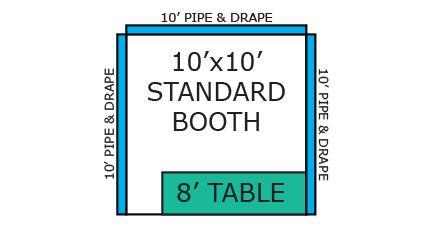 10’ PIPE & DRAPE
10’ PIPE & DRAPE
10’x10’
STANDARD
BOOTH
10’ PIPE & DRAPE
8’ TABLE